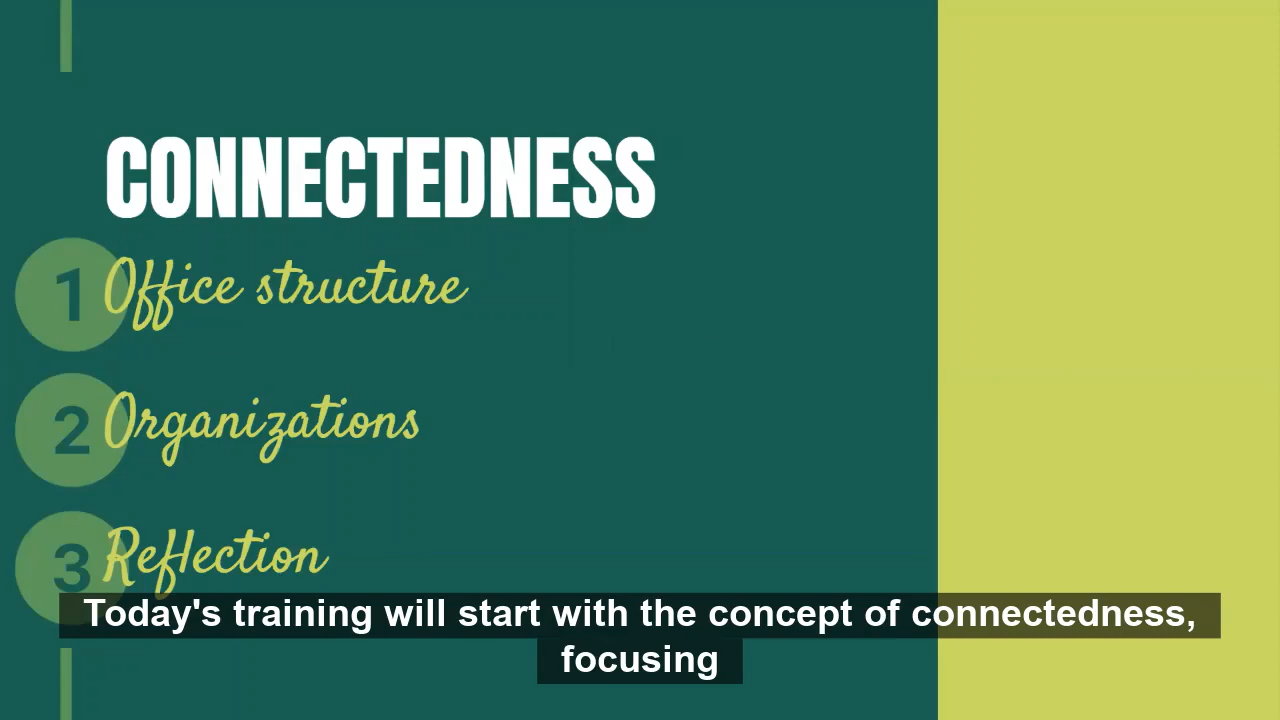 CONNECTEDNESS
1 Office structure
2 Organizations
3 Reflection
Today's training will start with the concept of connectedness,
focusing